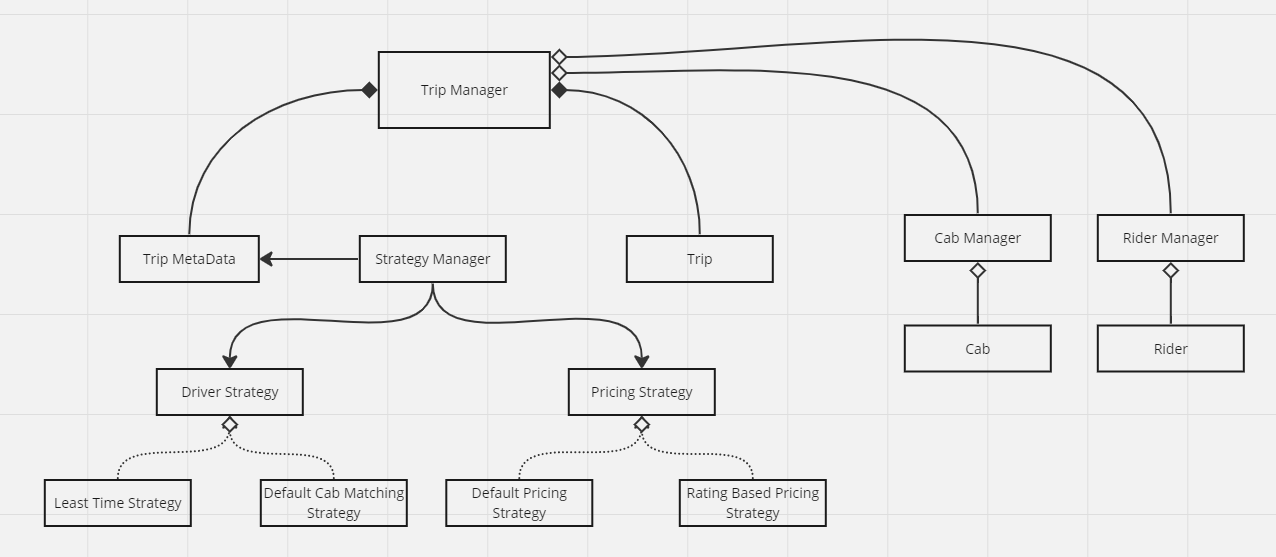 Trip Manager
Trip MetaData
Strategy Manager
Trip
Cab Manager
Rider Manager
Cab
Rider
Driver Strategy
Pricing Strategy
Least Time Strategy
Default Cab Matching
Strategy
Default Pricing
Strategy
Rating Based Pricing
Strategy